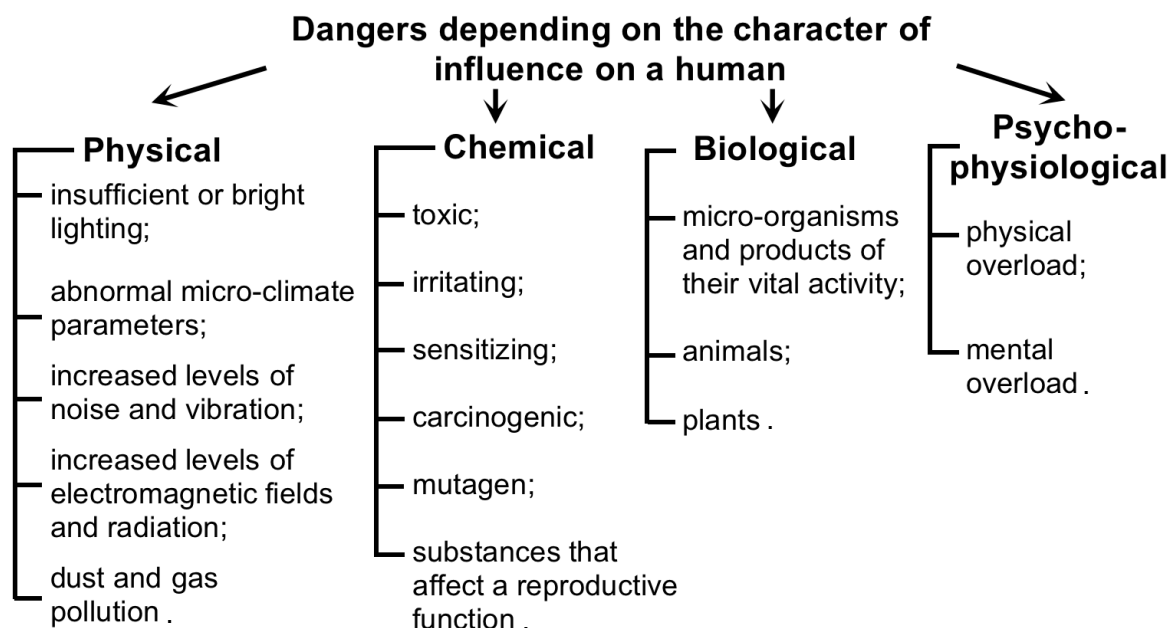 Dangers depending on the character of
influence on a human
Physical
insufficient or bright
lighting;
abnormal micro-climate
parameters;
increased levels of
noise and vibration;
increased levels of
electromagnetic fields
and radiation;
dust and gas
pollution .
Chemical
toxic;
irritating;
sensitizing;
carcinogenic;
mutagen;
substances that
affect a reproductive
function .
Biological
micro-organisms
and products of
their vital activity;
animals;
plants .
Psycho-
physiological
physical
overload;
mental
overload .